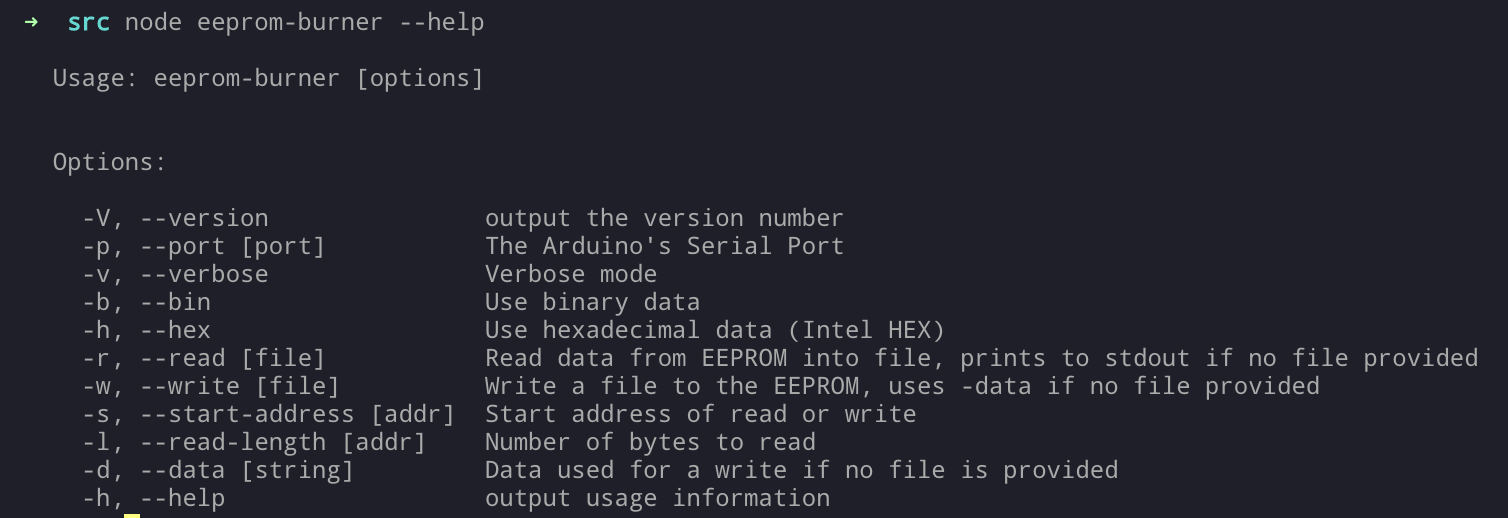 ➜  src node eeprom-burner --help
Usage: eeprom-burner [options]
Options:
-V, --version               output the version number
-p, --port [port]           The Arduino's Serial Port
-v, --verbose               Verbose mode
-b, --bin                   Use binary data
-h, --hex                   Use hexadecimal data (Intel HEX)
-r, --read [file]           Read data from EEPROM into file, prints to stdout if no file provided
-w, --write [file]          Write a file to the EEPROM, uses -data if no file provided
-s, --start-address [addr]  Start address of read or write
-l, --read-length [addr]    Number of bytes to read
-d, --data [string]         Data used for a write if no file is provided
-h, --help                  output usage information